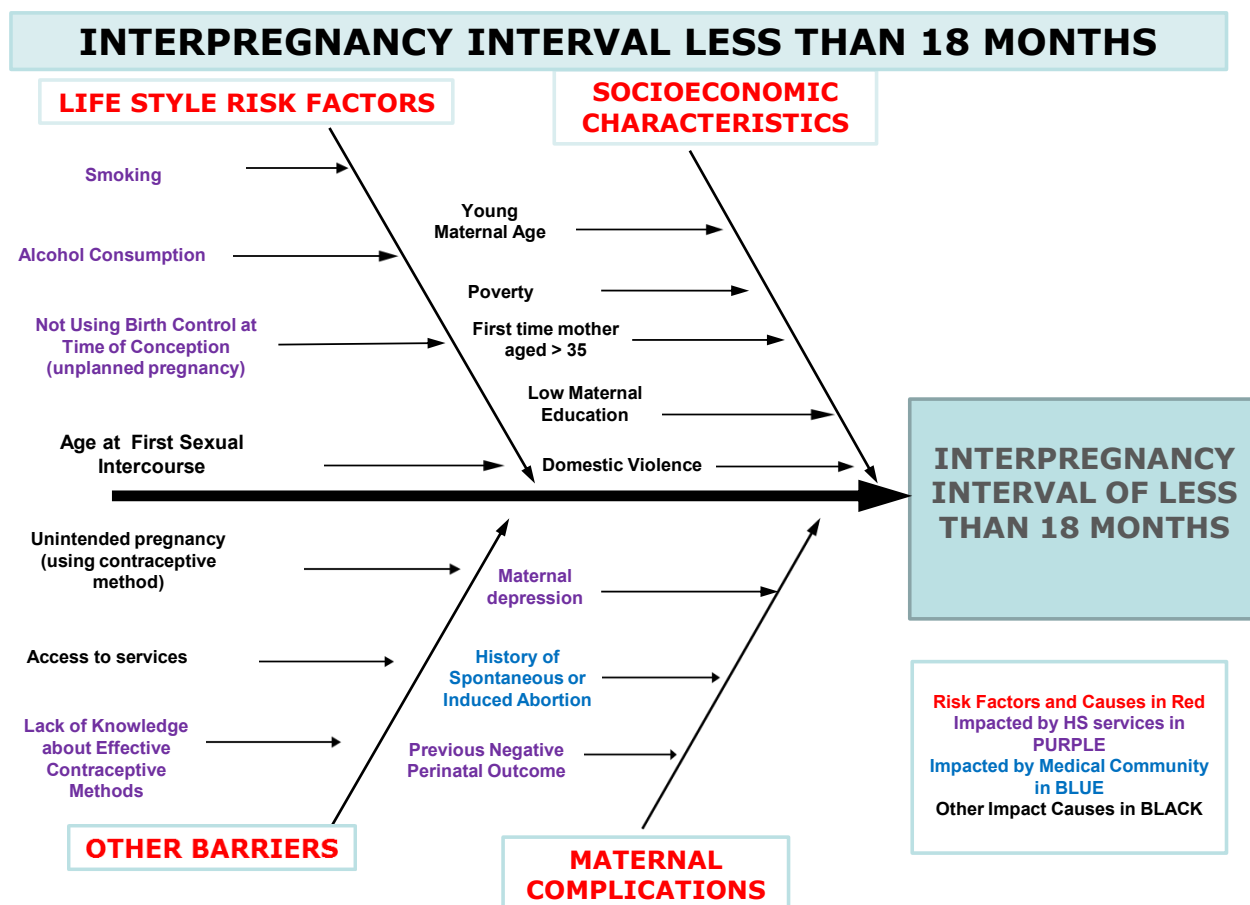 INTERPREGNANCY INTERVAL LESS THAN 18 MONTHS
LIFE STYLE RISK FACTORS
SOCIOECONOMIC
CHARACTERISTICS
Smoking
Alcohol Consumption
Not Using Birth Control at
Time of Conception
(unplanned pregnancy)
Age at First Sexual
Intercourse
Young
Maternal Age
Poverty
First time mother
aged > 35
Low Maternal
Education
Domestic Violence
INTERPREGNANCY
INTERVAL OF LESS
THAN 18 MONTHS
Unintended pregnancy
(using contraceptive
method)
Access to services
Lack of Knowledge
about Effective
Contraceptive
Methods
Maternal
depression
History of
Spontaneous or
Induced Abortion
Previous Negative
Perinatal Outcome
OTHER BARRIERS
MATERNAL
COMPLICATIONS
Risk Factors and Causes in Red
Impacted by HS services in
PURPLE
Impacted by Medical Community
in BLUE
Other Impact Causes in BLACK